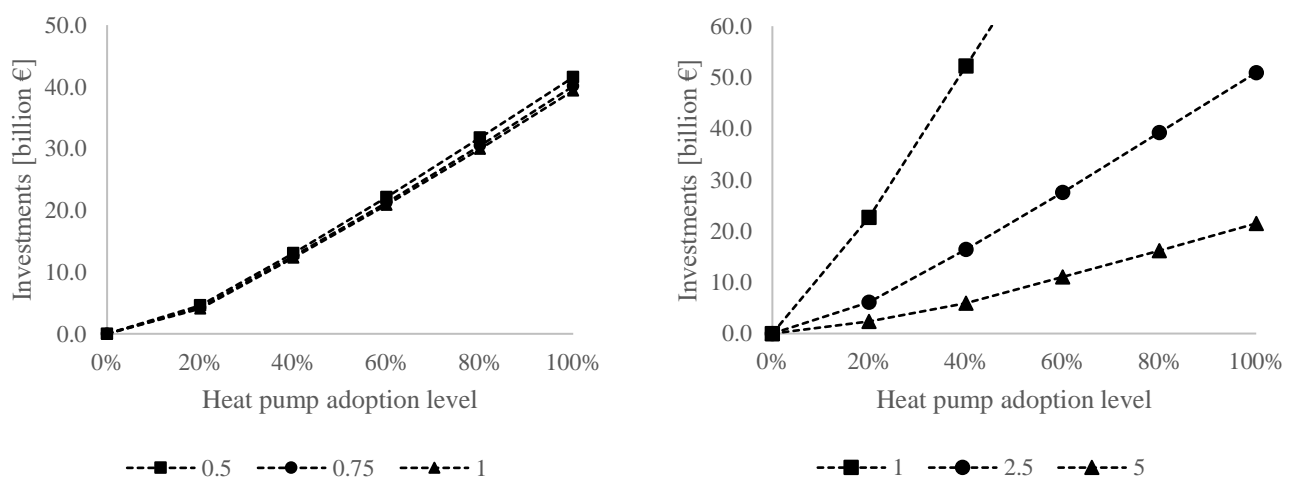 Investments [billion €]
50.0
40.0
30.0
20.0
10.0
0.0
0% 20% 40% 60% 80% 100%
Heat pump adoption level
0.5 0.75 1
Investments [billion €]
60.0
50.0
40.0
30.0
20.0
10.0
0.0
0% 20% 40% 60% 80% 100%
Heat pump adoption level
1 2.5 5